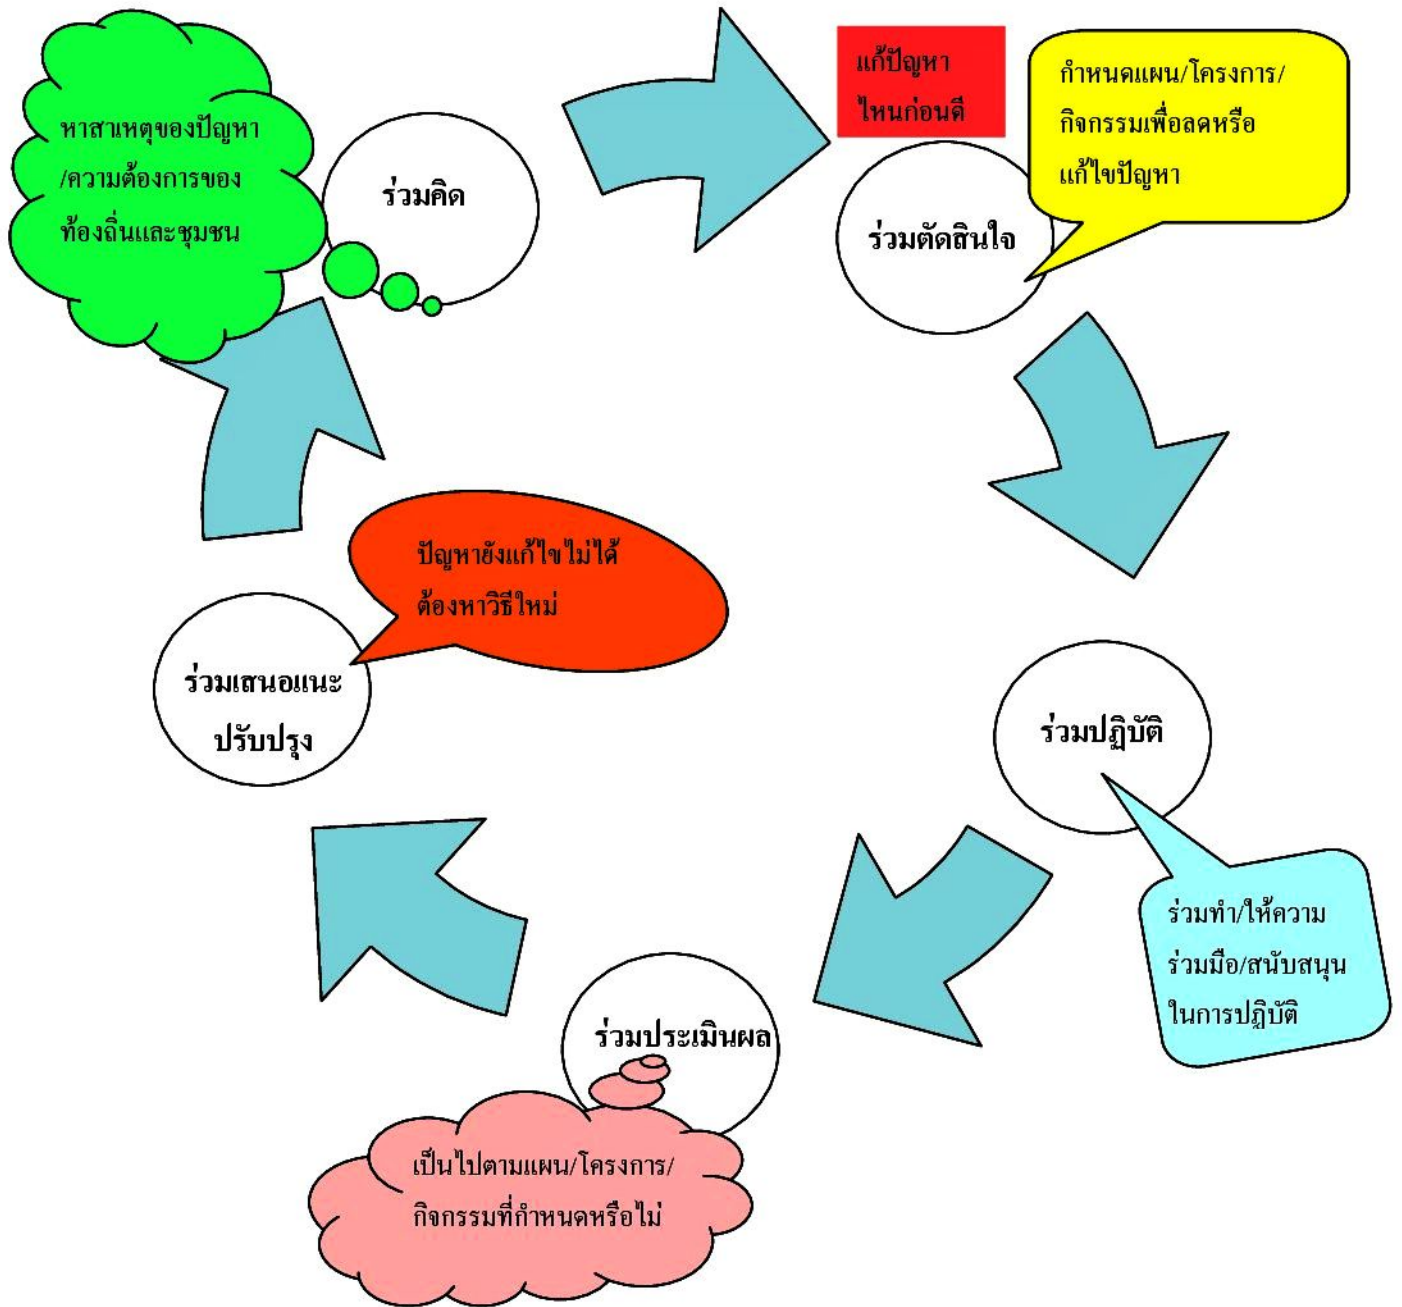 หาสาเหตุของปัญหา
/ความต้องการของ
ท้องถิ่นและชุมชน
ร่วมคิด
แก้ปัญหา
ไหนก่อนดี
กำหนดแผน/โครงการ/
กิจกรรมเพื่อลดหรือ
แก้ไขปัญหา
ร่วมตัดสินใจ
ร่วมปฏิบัติ
ร่วมทำ/ให้ความ
ร่วมมือ/สนับสนุน
ในการปฏิบัติ
ร่วมประเมินผล
เป็นไปตามแผน/โครงการ/
กิจกรรมที่กำหนดหรือไม่
ร่วมเสนอแนะ
ปรับปรุง
ปัญหายังแก้ไขไม่ได้
ต้องหาวิธีใหม่